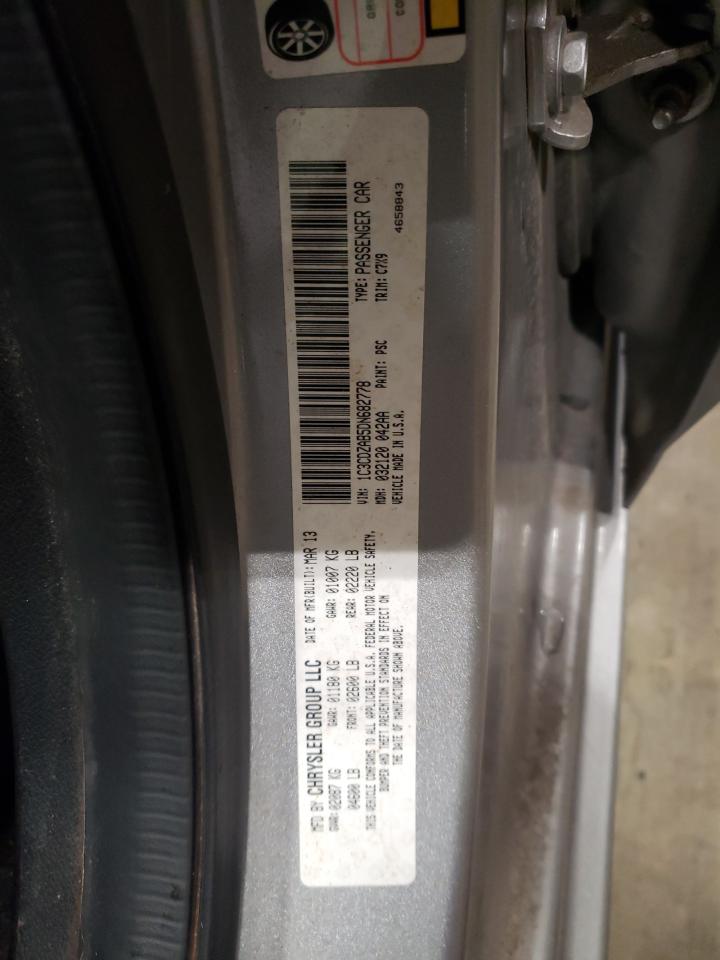 MFD BY CHRYSLER GROUP LLC DATE OF MFR(BUILT): MAR 13
GVWR: 02087 KG GAWR: 01180 KG GAWR: 01007 KG
04600 LB FRONT: 02600 LB REAR: 02220 LB
THIS VEHICLE CONFORMS TO ALL APPLICABLE U.S.A. FEDERAL MOTOR VEHICLE SAFETY,
BUMPER AND THEFT PREVENTION STANDARDS IN EFFECT ON
THE DATE OF MANUFACTURE SHOWN ABOVE.
VIN: 1C3CDZAB5DN682778 TYPE: PASSENGER CAR
MDH: 032120 042AA PAINT: PSC TRIM: C7X9
VEHICLE MADE IN U.S.A. 4658843